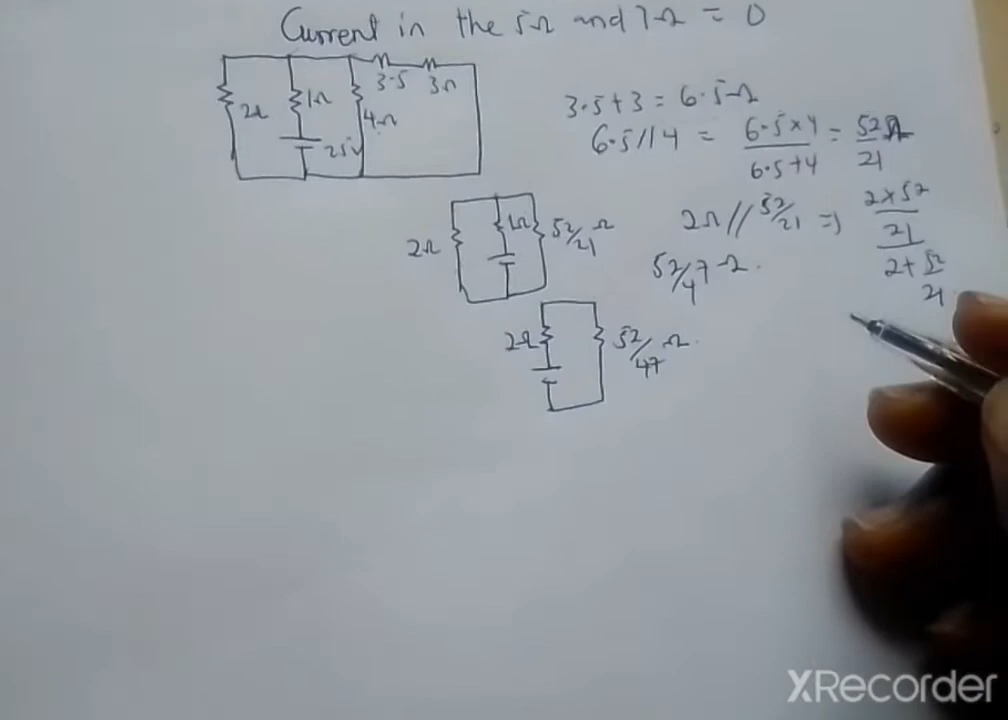 Current in the 5Ω and 7Ω = 0
2Ω
1Ω
25V
4Ω
3.5
3Ω
3.5 + 3 = 6.5Ω
6.5 // 4 = 6.5 x 4 / 6.5 + 4 = 52/21 Ω
2Ω // 52/21 => 2 x 52/21 / 2 + 52/21
52/47 Ω.
2Ω
1Ω
52/21 Ω
2Ω
52/47 Ω.
XRecorder